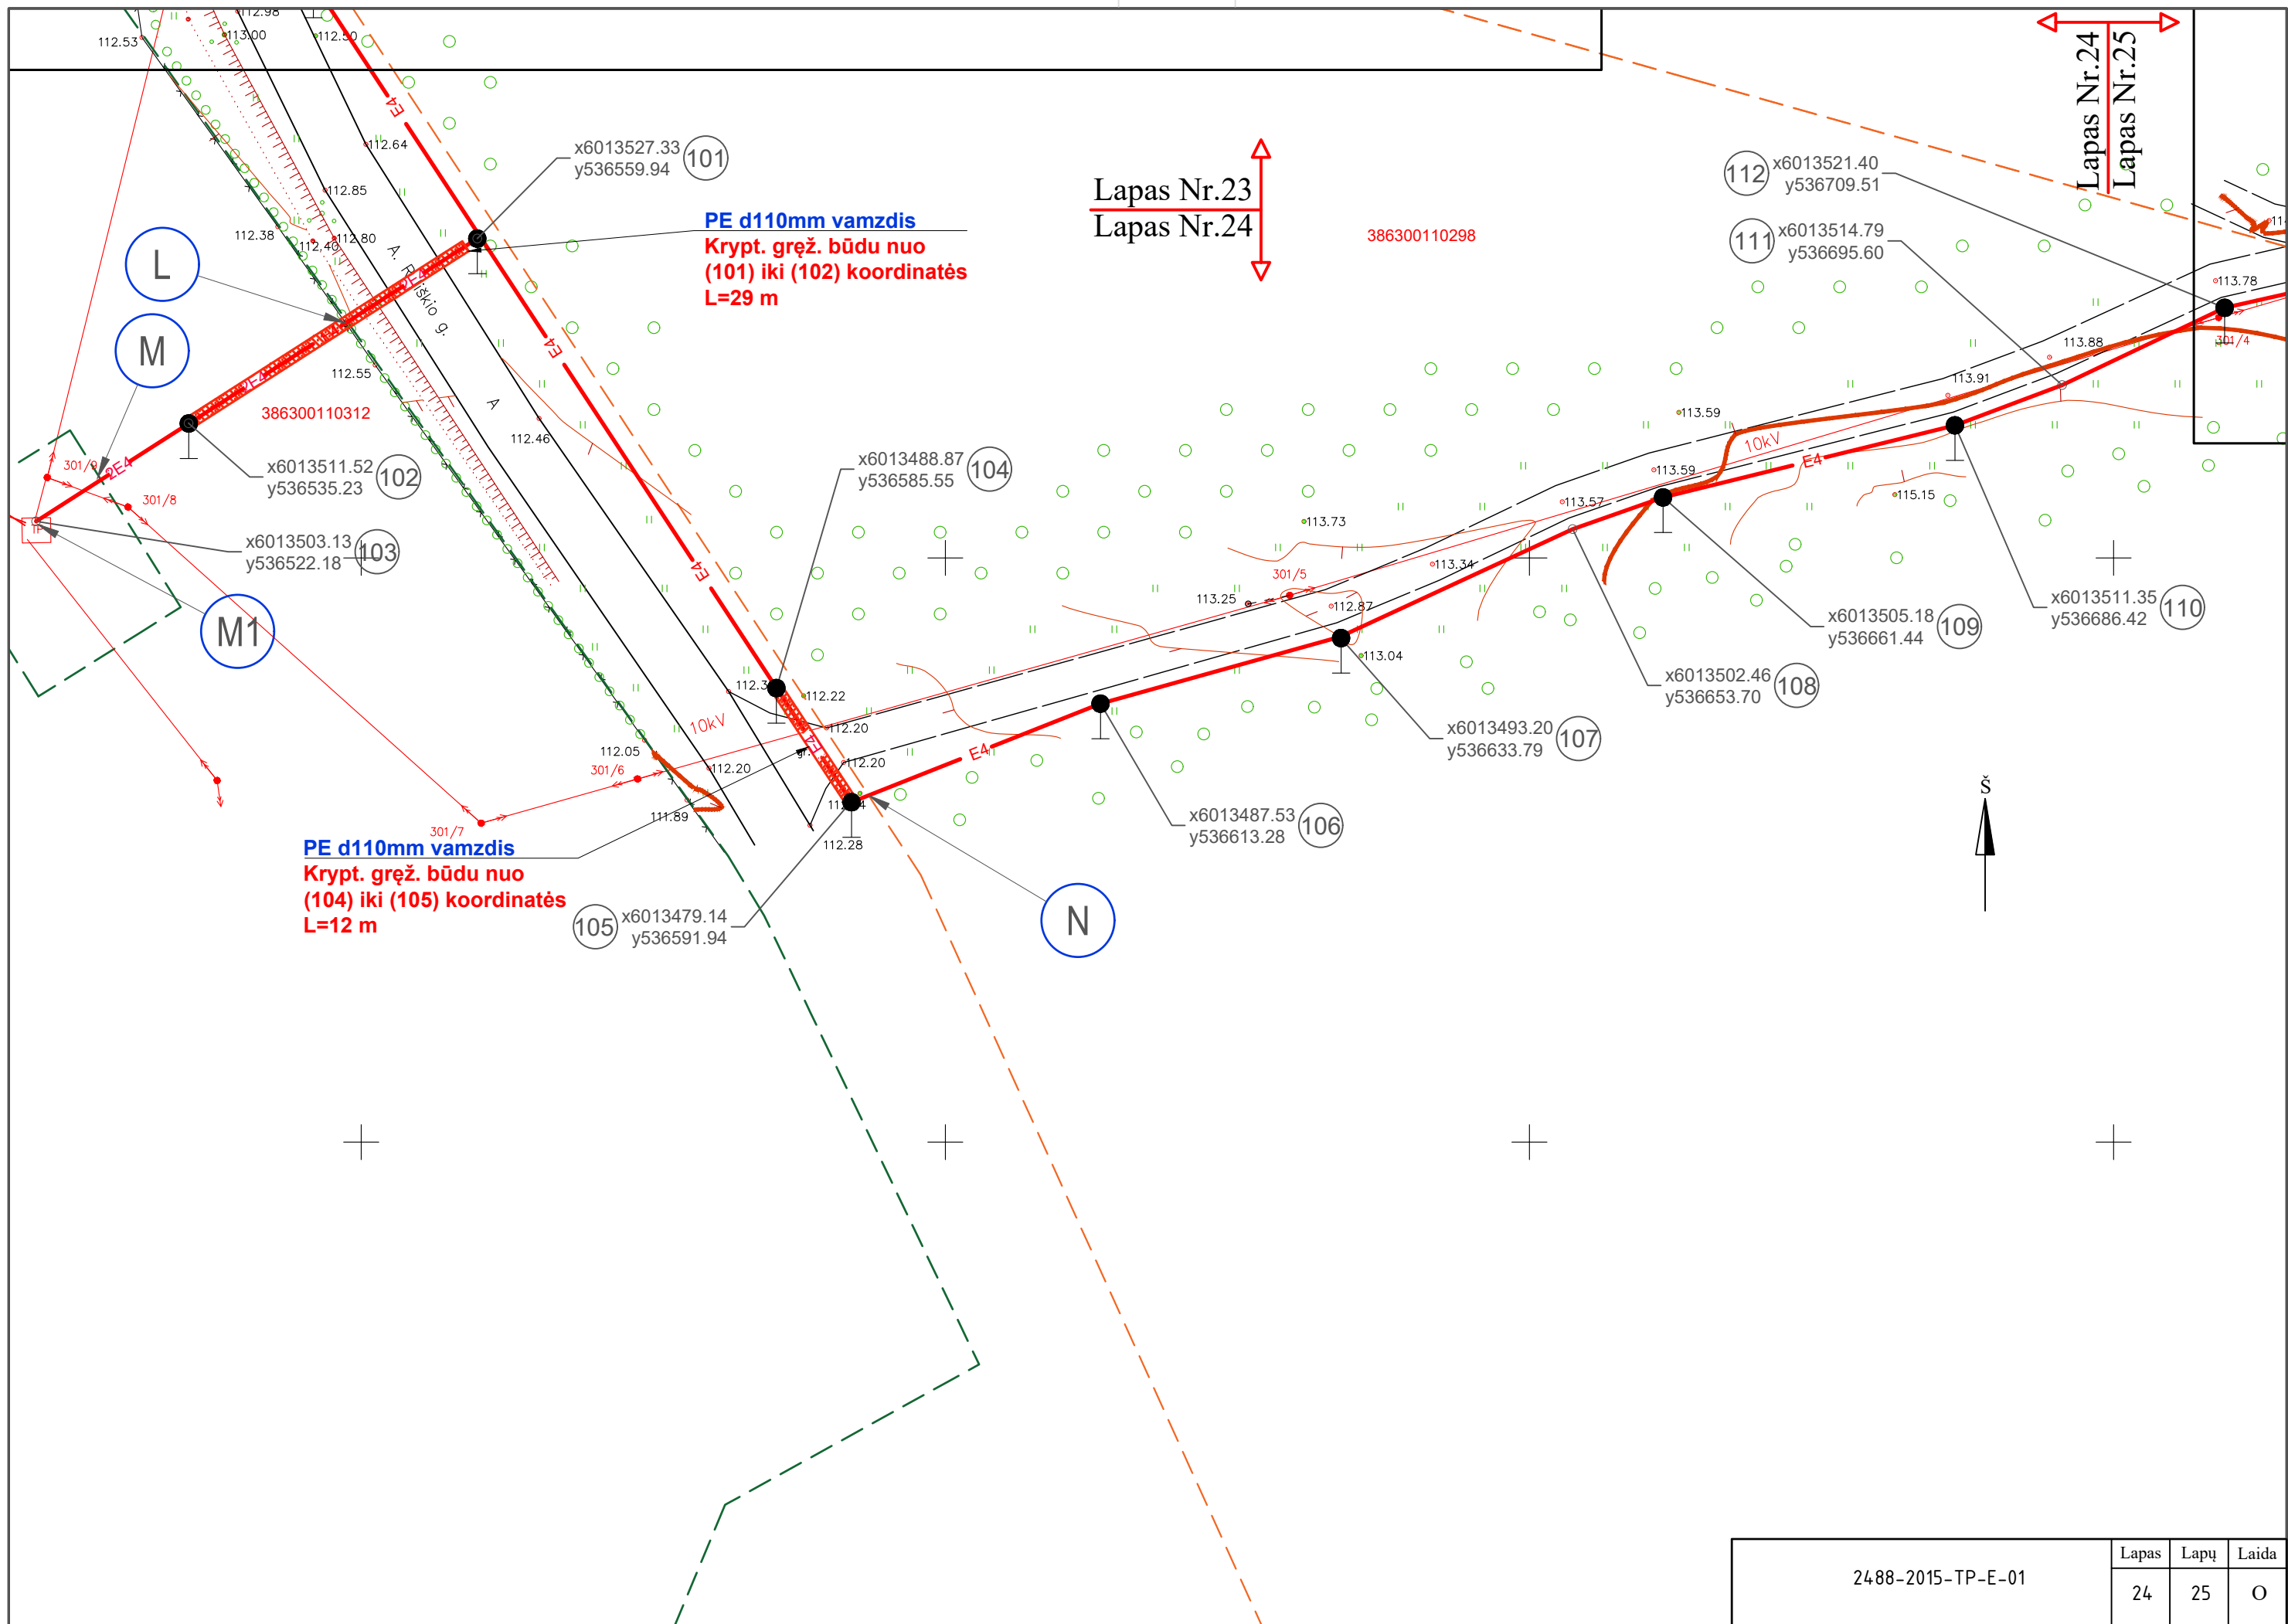 112.98
112.53
113.00
112.50
E4
112.64
112.85
112.38
112.40
112.80
x6013527.33
y536559.94
101
PE d110mm vamzdis
Krypt. gręž. būdu nuo
(101) iki (102) koordinatės
L=29 m
Lapas Nr.23
Lapas Nr.24
386300110298
Lapas Nr.24
Lapas Nr.25
112
x6013521.40
y536709.51
111
x6013514.79
y536695.60
L
M
2E4
A
E4
112.55
2E4
386300110312
112.46
113.78
301/4
113.88
113.91
113.59
10kV
113.59
E4
115.15
x6013511.52
y536535.23
102
301/9
2E4
301/8
x6013488.87
y536585.55
104
113.57
113.73
113.34
x6013503.13
y536522.18
103
M1
E4
301/5
113.25
112.87
113.04
x6013511.35
y536686.42
110
x6013505.18
y536661.44
109
x6013502.46
y536653.70
108
x6013493.20
y536633.79
107
112.22
112.20
10kV
E4
112.20
E4
112.05
301/6
112.20
111.89
301/7
112.28
x6013487.53
y536613.28
106
Š
PE d110mm vamzdis
Krypt. gręž. būdu nuo
(104) iki (105) koordinatės
L=12 m
105
x6013479.14
y536591.94
N
2488-2015-TP-E-01
Lapas Lapų Laida
24 25 O